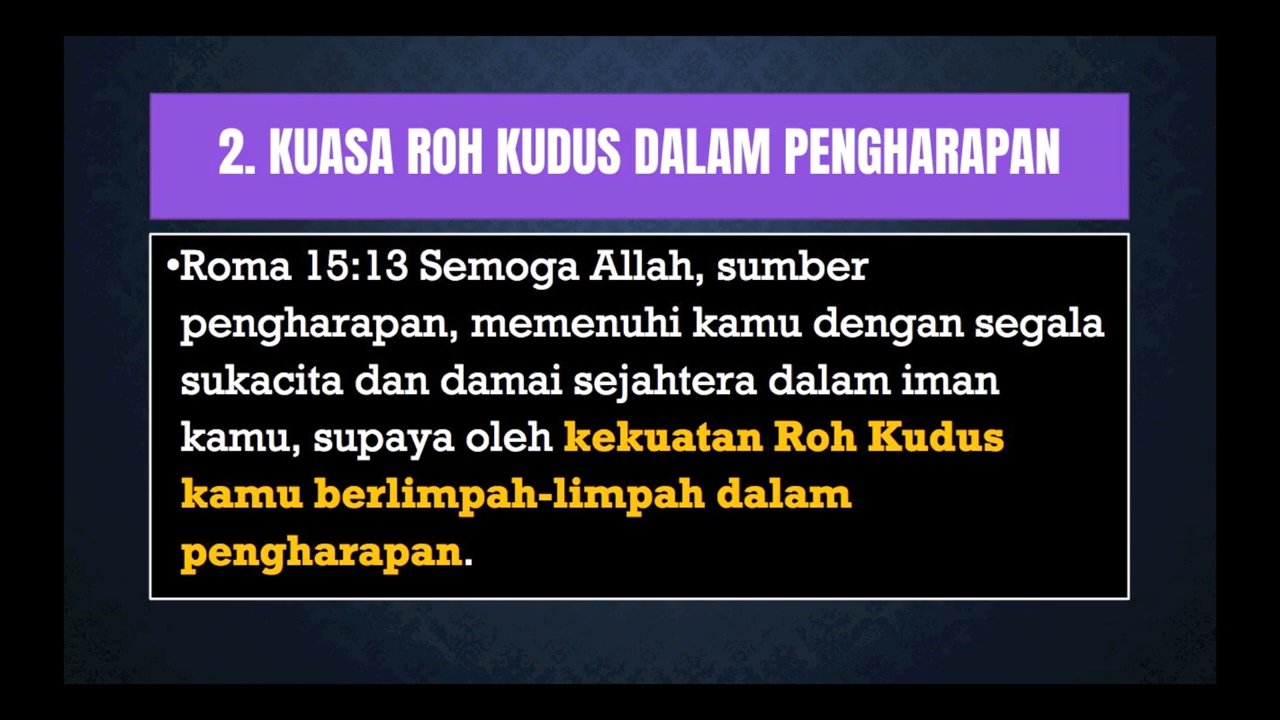 2. KUASA ROH KUDUS DALAM PENGHARAPAN
•Roma 15:13 Semoga Allah, sumber
pengharapan, memenuhi kamu dengan segala
sukacita dan damai sejahtera dalam iman
kamu, supaya oleh kekuatan Roh Kudus
kamu berlimpah-limpah dalam
pengharapan.